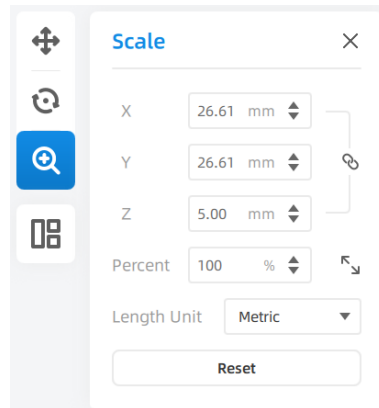 Scale
X 26.61 mm
Y 26.61 mm
Z 5.00 mm
Percent 100 %
Length Unit Metric
Reset